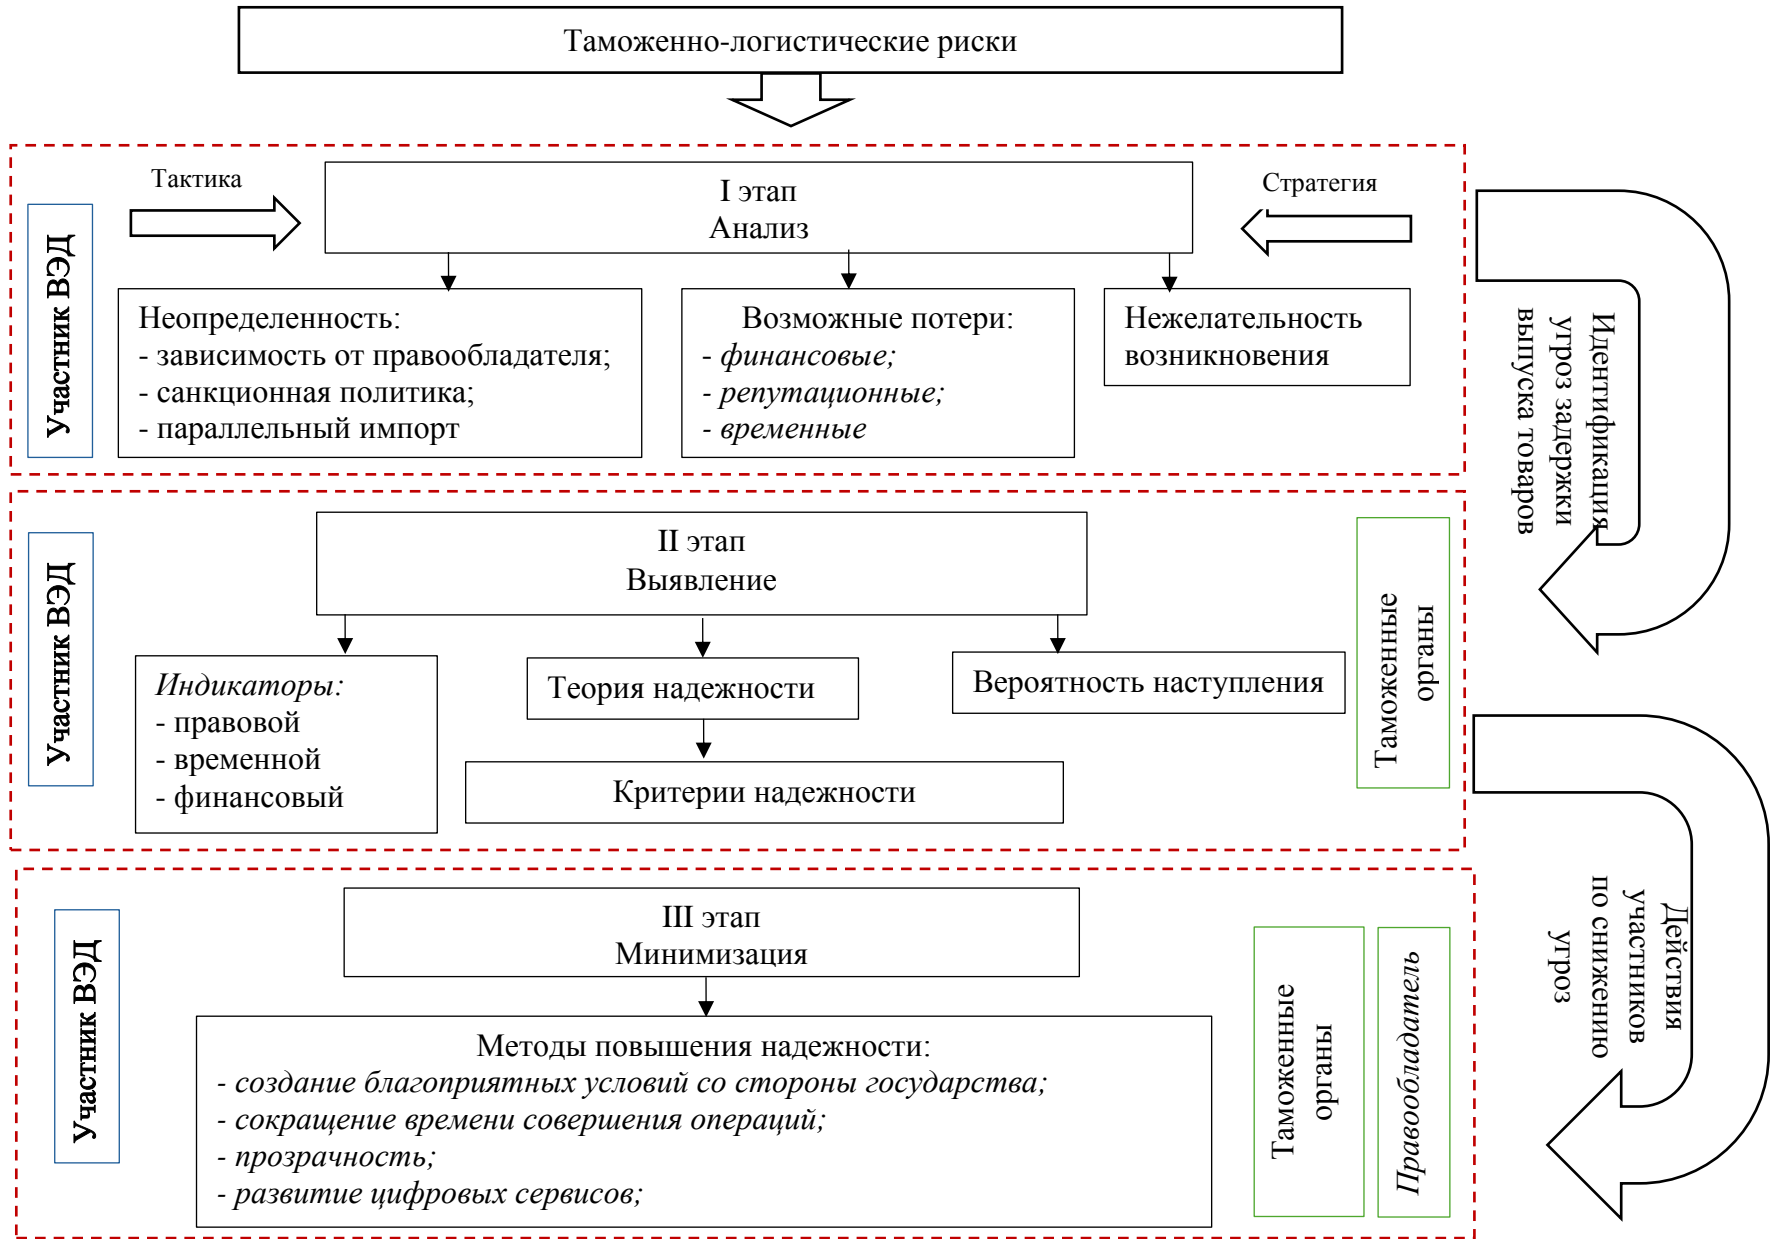 Таможенно-логистические риски
Тактика
I этап
Анализ
Стратегия
Участник ВЭД
Неопределенность:
- зависимость от правообладателя;
- санкционная политика;
- параллельный импорт
Возможные потери:
- финансовые;
- репутационные;
- временные
Нежелательность
возникновения
Идентификация
угроз задержки
выпуска товаров
Участник ВЭД
II этап
Выявление
Индикаторы:
- правовой
- временной
- финансовый
Теория надежности
Критерии надежности
Вероятность наступления
Таможенные
органы
Действия
участников
по снижению
угроз
Участник ВЭД
III этап
Минимизация
Методы повышения надежности:
- создание благоприятных условий со стороны государства;
- сокращение времени совершения операций;
- прозрачность;
- развитие цифровых сервисов;
Таможенные
органы
Правообладатель